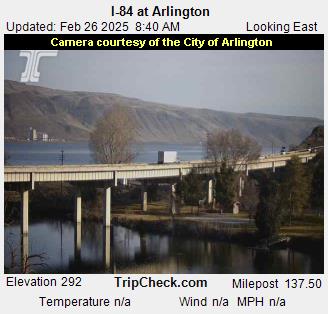 I-84 at Arlington
Updated: Feb 26 2025 8:40 AM Looking East
Camera courtesy of the City of Arlington
Elevation 292 TripCheck.com Milepost 137.50
Temperature n/a Wind n/a MPH n/a